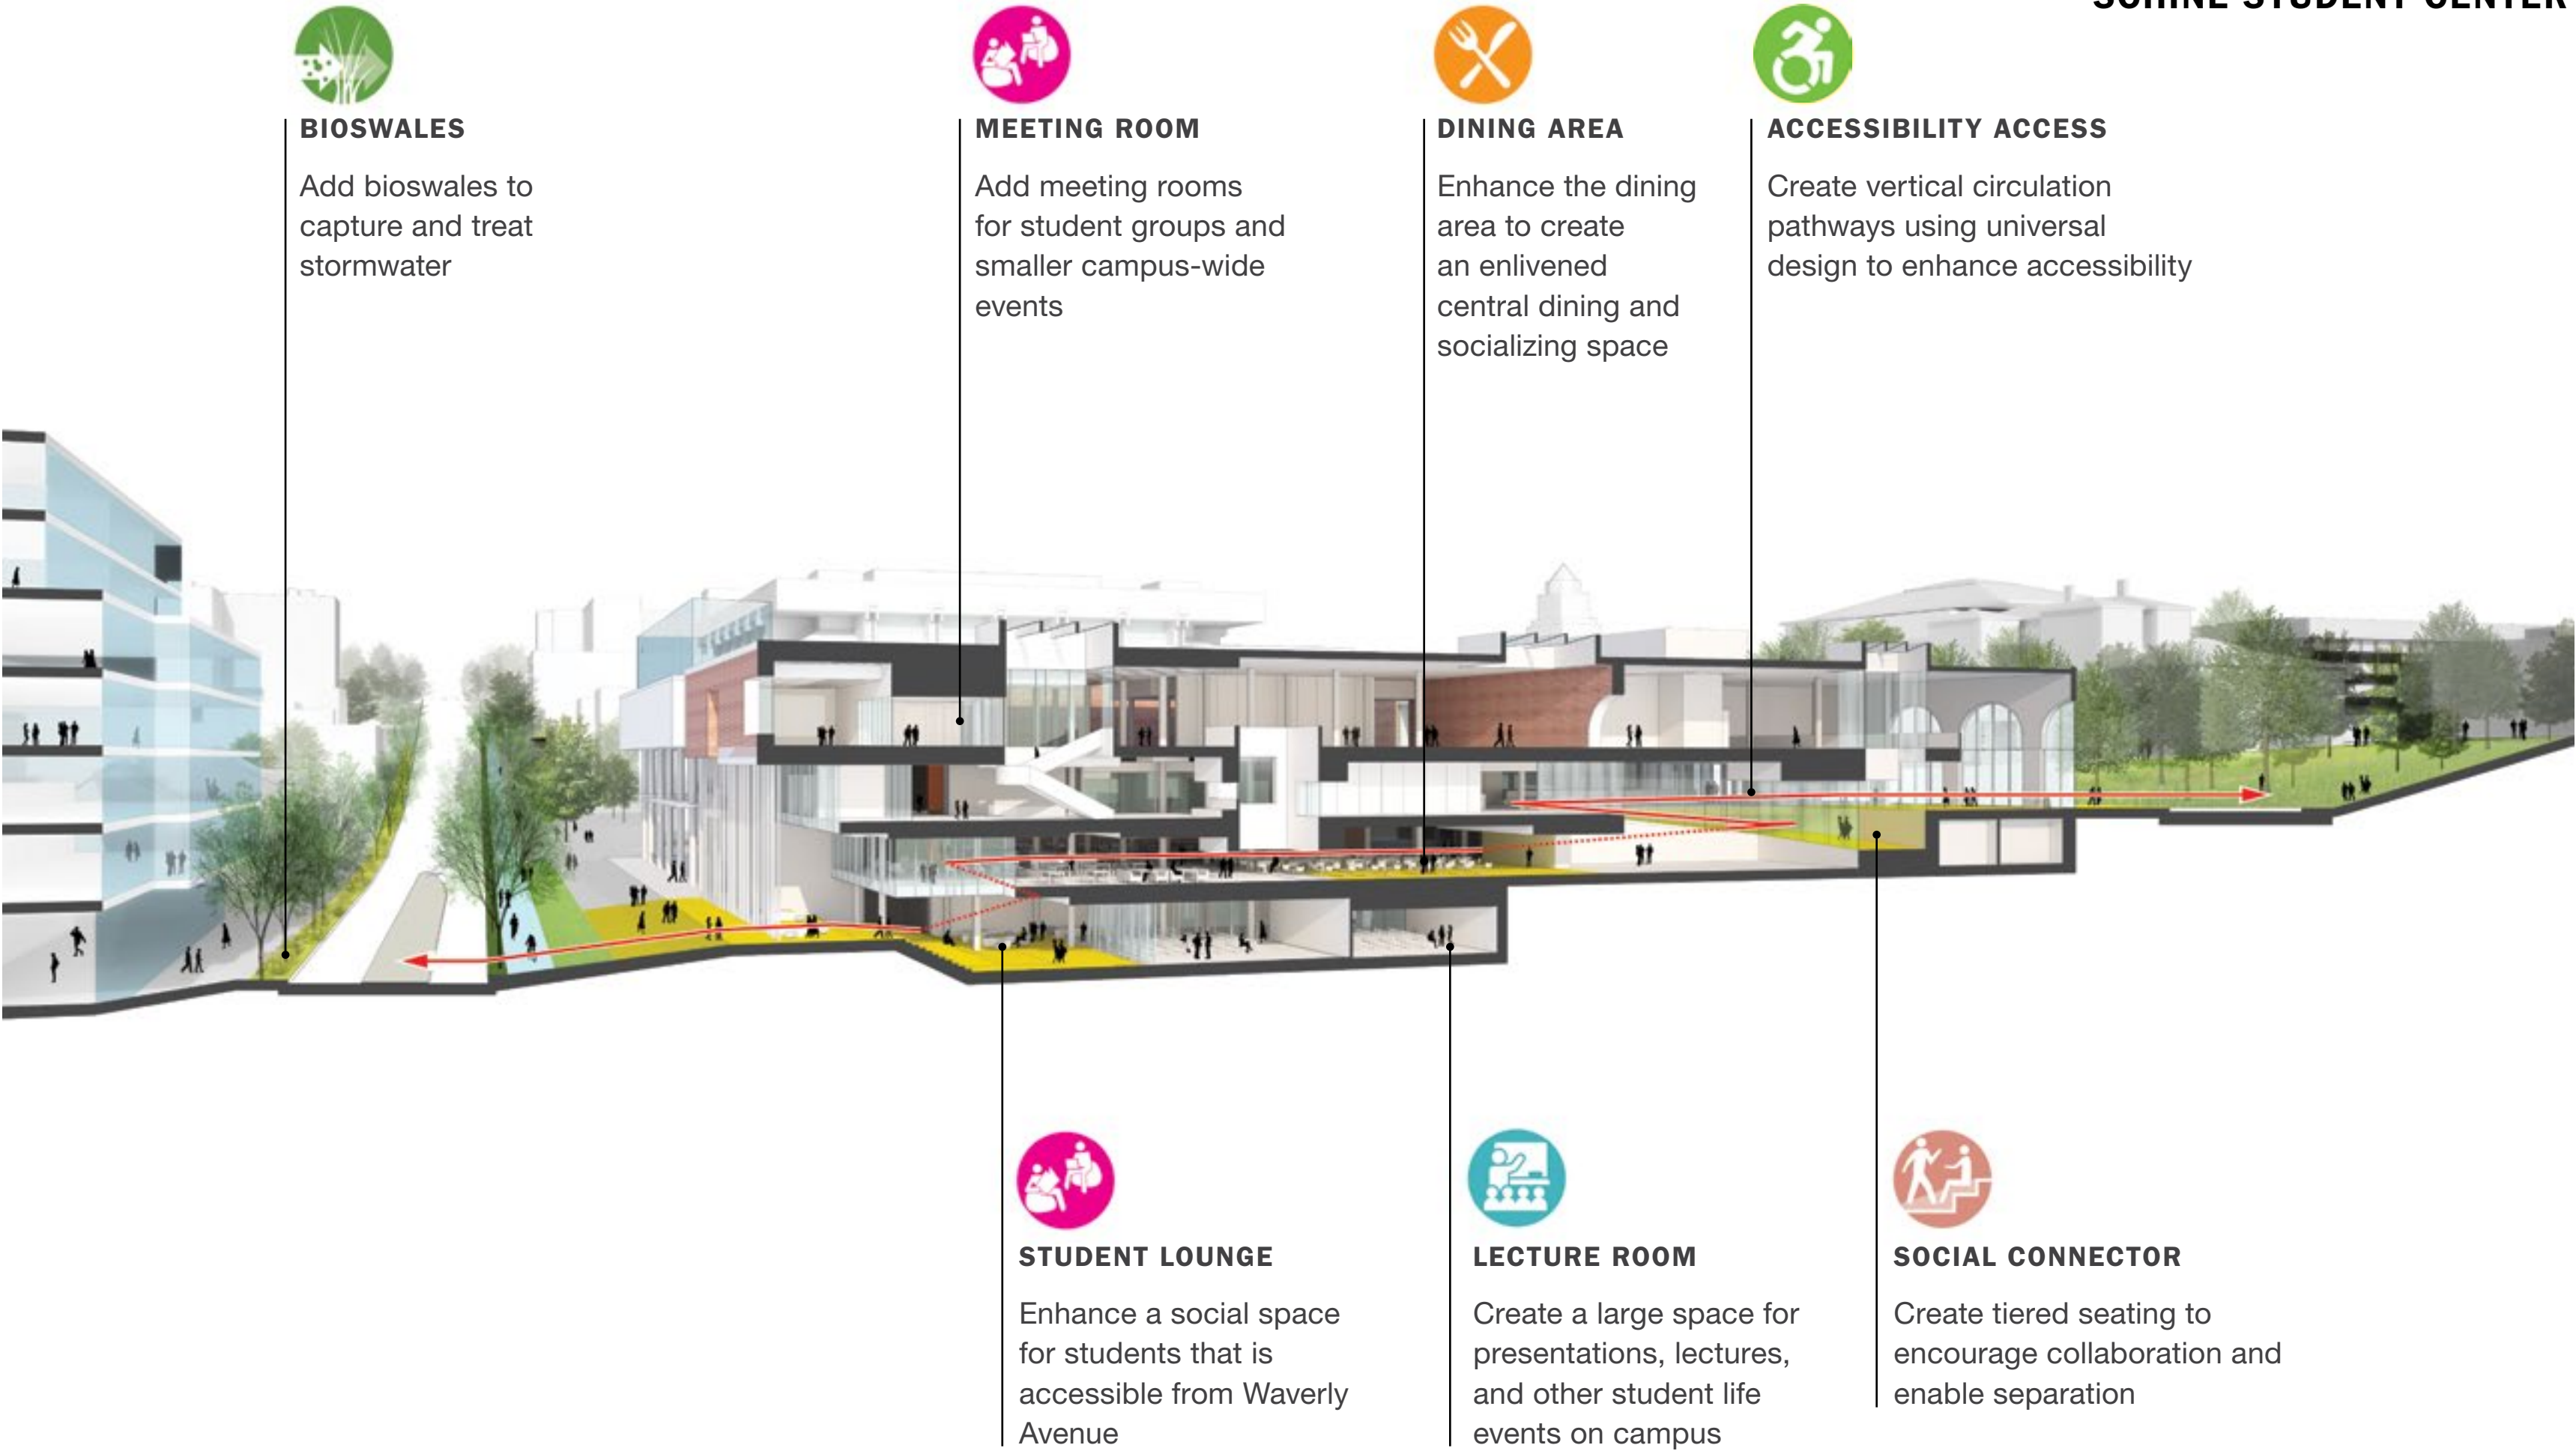 SCHINE STUDENT CENTER
BIOSWALES
Add bioswales to
capture and treat
stormwater
MEETING ROOM
Add meeting rooms
for student groups and
smaller campus-wide
events
DINING AREA
Enhance the dining
area to create
an enlivened
central dining and
socializing space
ACCESSIBILITY ACCESS
Create vertical circulation
pathways using universal
design to enhance accessibility
STUDENT LOUNGE
Enhance a social space
for students that is
accessible from Waverly
Avenue
LECTURE ROOM
Create a large space for
presentations, lectures,
and other student life
events on campus
SOCIAL CONNECTOR
Create tiered seating to
encourage collaboration and
enable separation